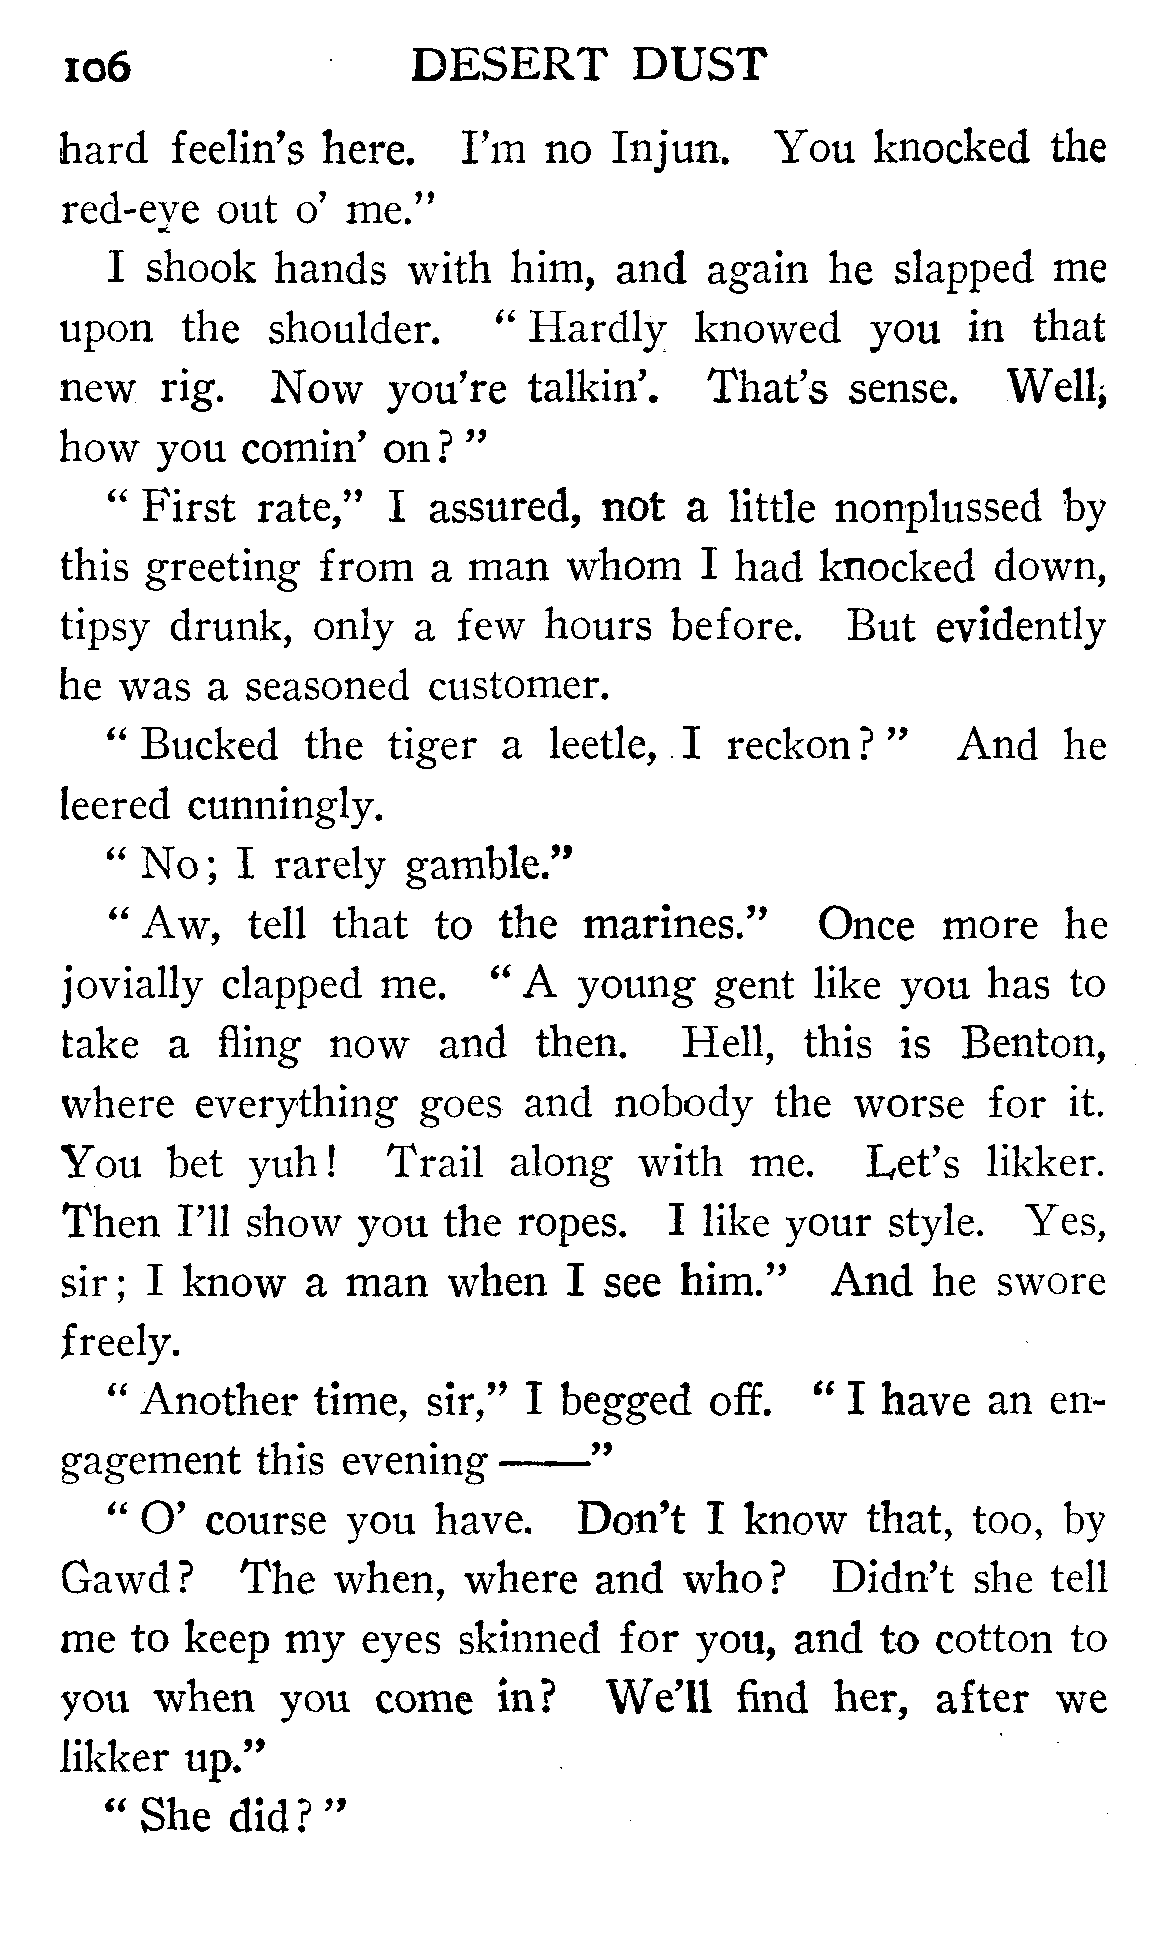 106 DESERT DUST
hard feelin's here. I'm no Injun. You knocked the
red-eye out o' me."
I shook hands with him, and again he slapped me
upon the shoulder. "Hardly knowed you in that
new rig. Now you're talkin'. That's sense. Well,
how you comin' on?"
"First rate," I assured, not a little nonplussed by
this greeting from a man whom I had knocked down,
tipsy drunk, only a few hours before. But evidently
he was a seasoned customer.
"Bucked the tiger a leetle, I reckon?" And he
leered cunningly.
"No; I rarely gamble."
"Aw, tell that to the marines." Once more he
jovially clapped me. "A young gent like you has to
take a fling now and then. Hell, this is Benton,
where everything goes and nobody the worse for it.
You bet yuh! Trail along with me. Let's likker.
Then I'll show you the ropes. I like your style. Yes,
sir; I know a man when I see him." And he swore
freely.
"Another time, sir," I begged off. "I have an en-
gagement this evening——"
"O' course you have. Don't I know that, too, by
Gawd? The when, where and who? Didn't she tell
me to keep my eyes skinned for you, and to cotton to
you when you come in? We'll find her, after we
likker up."
"She did?"